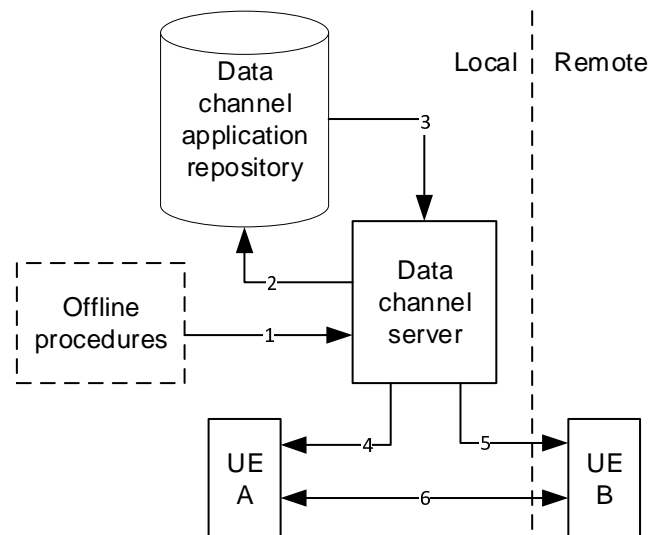 Data
channel
application
repository
Local
Remote
3
2
Offline
procedures
1
Data
channel
server
4
5
UE
A
6
UE
B